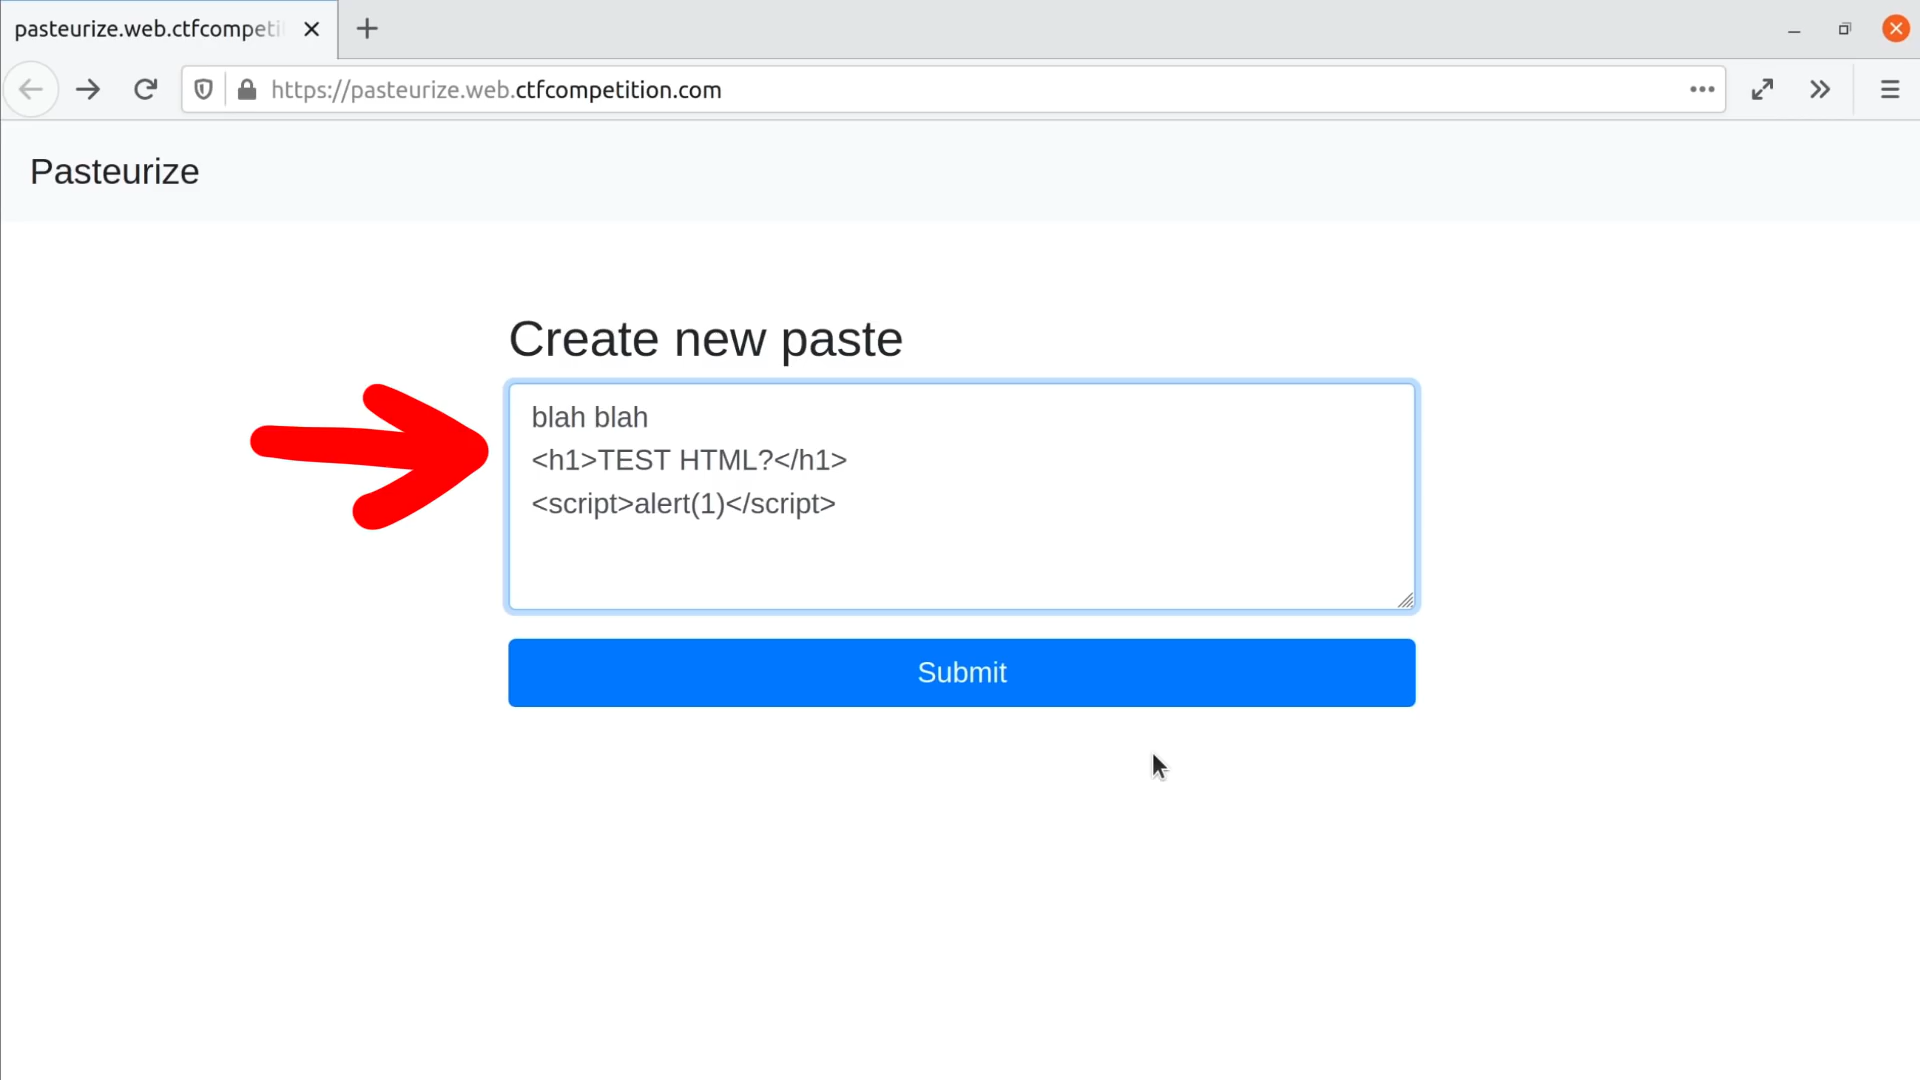 pasteurize.web.ctfcompeti
https://pasteurize.web.ctfcompetition.com
Pasteurize
Create new paste
blah blah
<h1>TEST HTML?</h1>
<script>alert(1)</script>
Submit